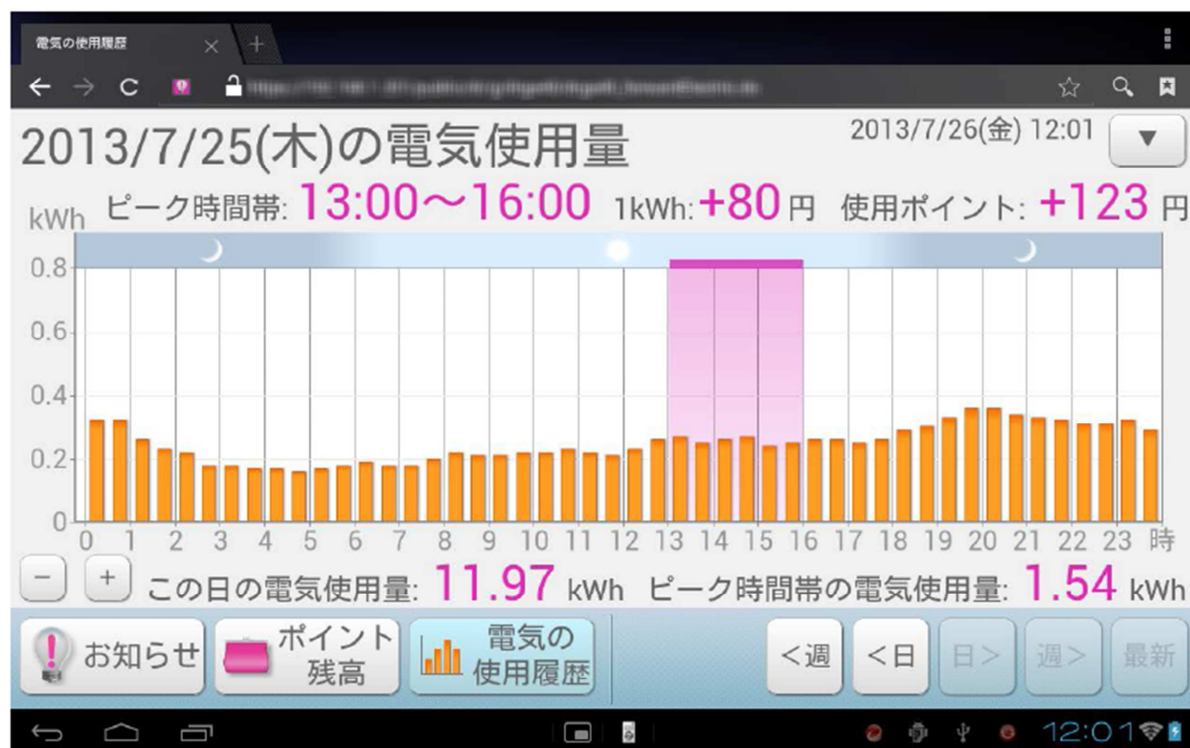 電気の使用履歴
2013/7/25(木)の電気使用量
2013/7/26(金) 12:01
▼
ピーク時間帯: 13:00～16:00 1kWh: +80 円 使用ポイント: +123 円
kWh
0.8
0.6
0.4
0.2
0
0 1 2 3 4 5 6 7 8 9 10 11 12 13 14 15 16 17 18 19 20 21 22 23 時
− + この日の電気使用量: 11.97 kWh ピーク時間帯の電気使用量: 1.54 kWh
お知らせ
ポイント
残高
電気の
使用履歴
<週 <日 日> 週> 最新
12:01